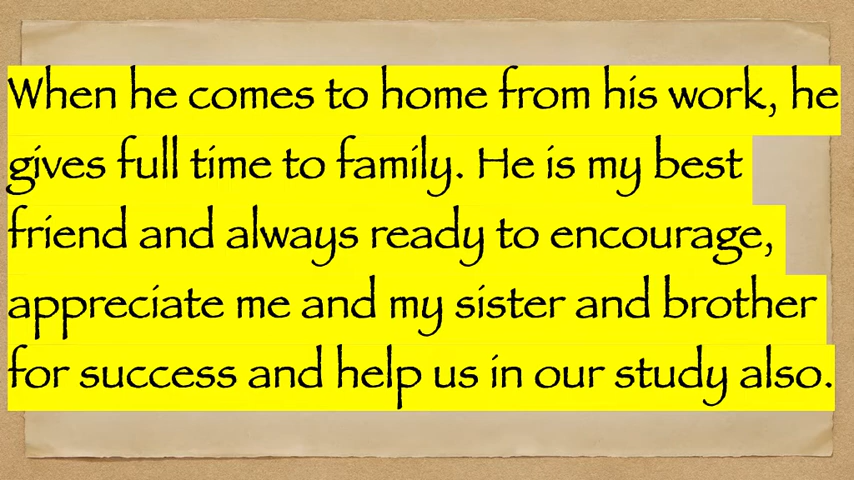 When he comes to home from his work, he
gives full time to family. He is my best
friend and always ready to encourage,
appreciate me and my sister and brother
for success and help us in our study also.